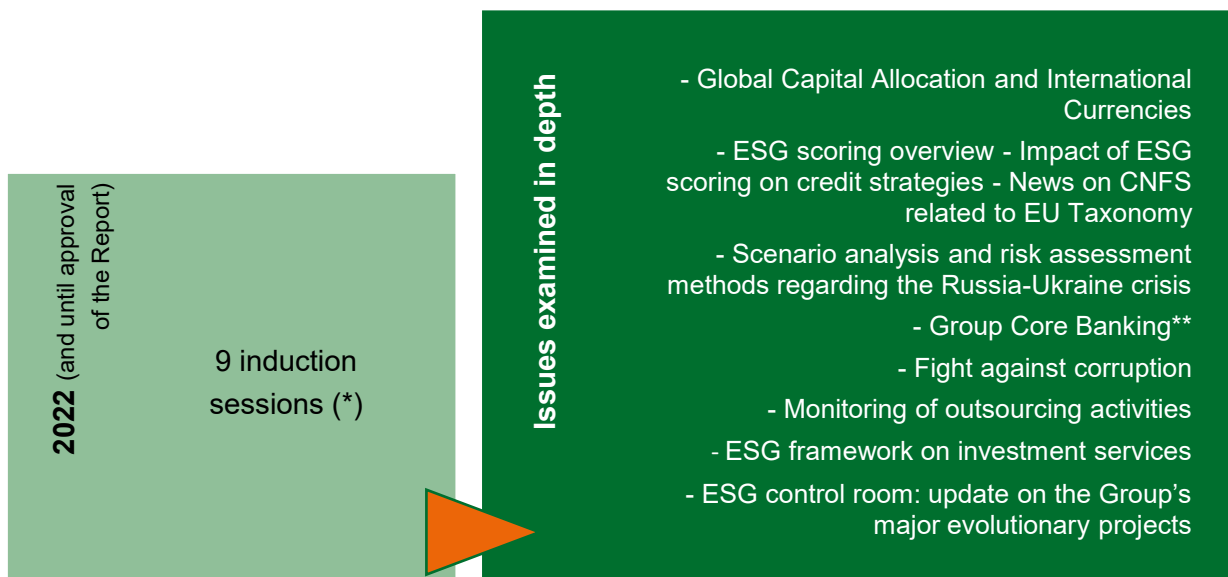 2022 (and until approval
of the Report)
9 induction
sessions (*)
Issues examined in depth
- Global Capital Allocation and International
Currencies
- ESG scoring overview - Impact of ESG
scoring on credit strategies - News on CNFS
related to EU Taxonomy
- Scenario analysis and risk assessment
methods regarding the Russia-Ukraine crisis
- Group Core Banking**
- Fight against corruption
- Monitoring of outsourcing activities
- ESG framework on investment services
- ESG control room: update on the Group’s
major evolutionary projects